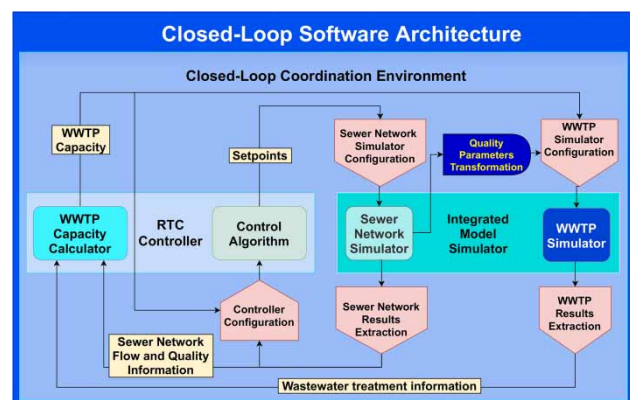 Closed-Loop Software Architecture
Closed-Loop Coordination Environment
WWTP
Capacity
Setpoints
Sewer Network
Simulator
Configuration
Quality
Parameters
Transformation
WWTP
Simulator
Configuration
WWTP
Capacity
Calculator
RTC
Controller
Control
Algorithm
Sewer
Network
Simulator
Integrated
Model
Simulator
WWTP
Simulator
Controller
Configuration
Sewer Network
Results
Extraction
WWTP
Results
Extraction
Sewer Network
Flow and Quality
Information
Wastewater treatment information